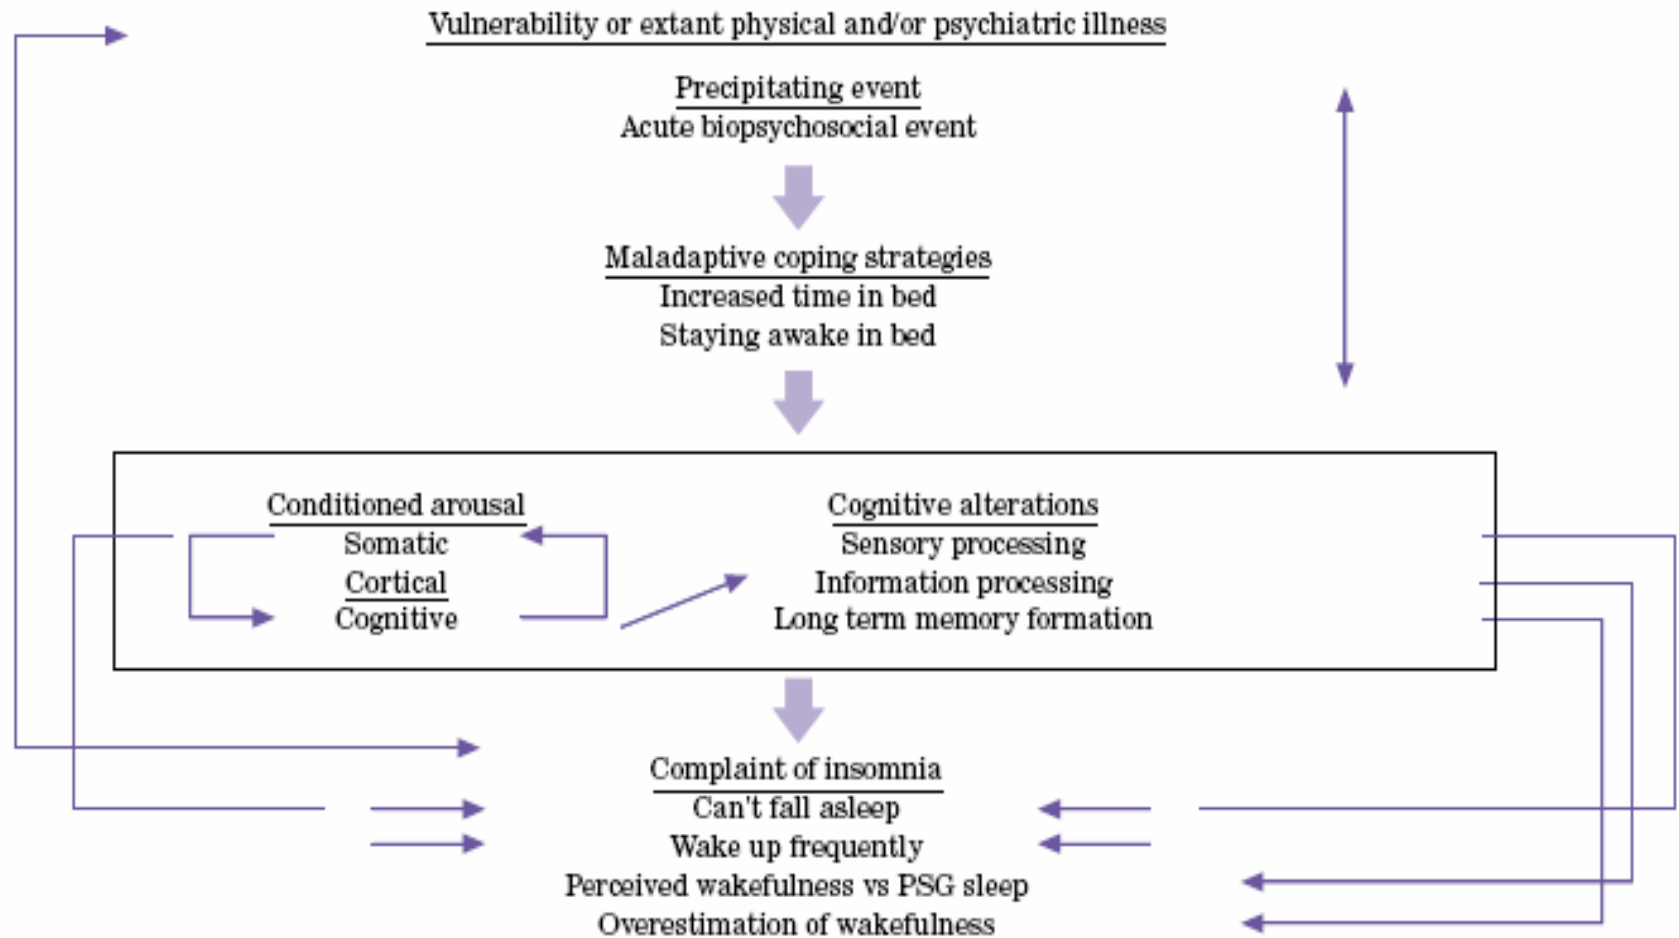 Vulnerability or extant physical and/or psychiatric illness
Precipitating event
Acute biopsychosocial event
Maladaptive coping strategies
Increased time in bed
Staying awake in bed
Conditioned arousal
Somatic
Cortical
Cognitive
Cognitive alterations
Sensory processing
Information processing
Long term memory formation
Complaint of insomnia
Can't fall asleep
Wake up frequently
Perceived wakefulness vs PSG sleep
Overestimation of wakefulness